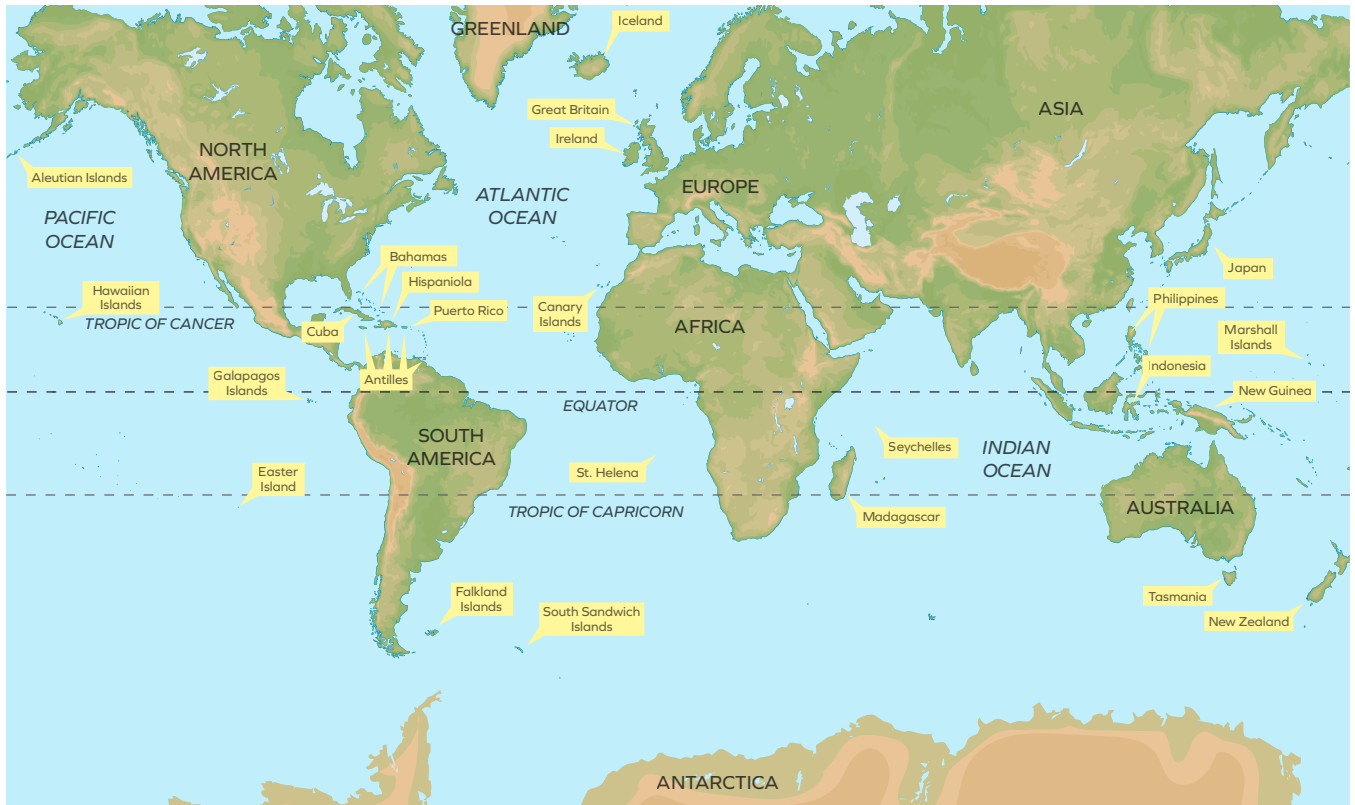 GREENLAND
Iceland
Great Britain
Ireland
ASIA
NORTH
AMERICA
Aleutian Islands
ATLANTIC
OCEAN
EUROPE
PACIFIC
OCEAN
Bahamas
Hispaniola
Puerto Rico
Japan
Hawaiian
Islands
TROPIC OF CANCER
Cuba
Canary
Islands
AFRICA
Philippines
Marshall
Islands
Indonesia
Galapagos
Islands
Antilles
New Guinea
EQUATOR
SOUTH
AMERICA
Seychelles
INDIAN
OCEAN
Easter
Island
St. Helena
TROPIC OF CAPRICORN
Madagascar
AUSTRALIA
Falkland
Islands
South Sandwich
Islands
Tasmania
New Zealand
ANTARCTICA